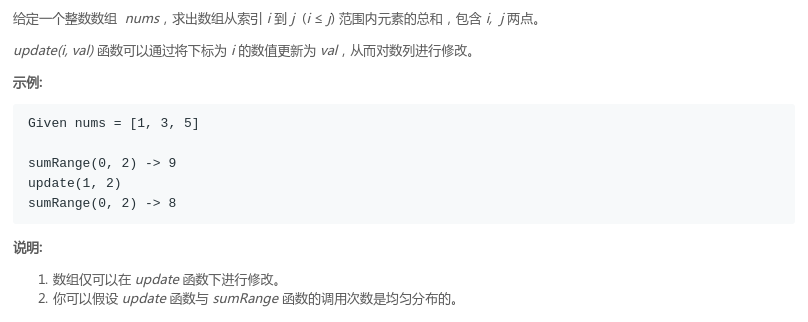 给定一个整数数组  nums，求出数组从索引 i 到 j  (i ≤ j) 范围内元素的总和，包含 i,  j 两点。
update(i, val) 函数可以通过将下标为 i 的数值更新为 val，从而对数列进行修改。
示例:
Given nums = [1, 3, 5]
sumRange(0, 2) -> 9
update(1, 2)
sumRange(0, 2) -> 8
说明:
1. 数组仅可以在 update 函数下进行修改。
2. 你可以假设 update 函数与 sumRange 函数的调用次数是均匀分布的。